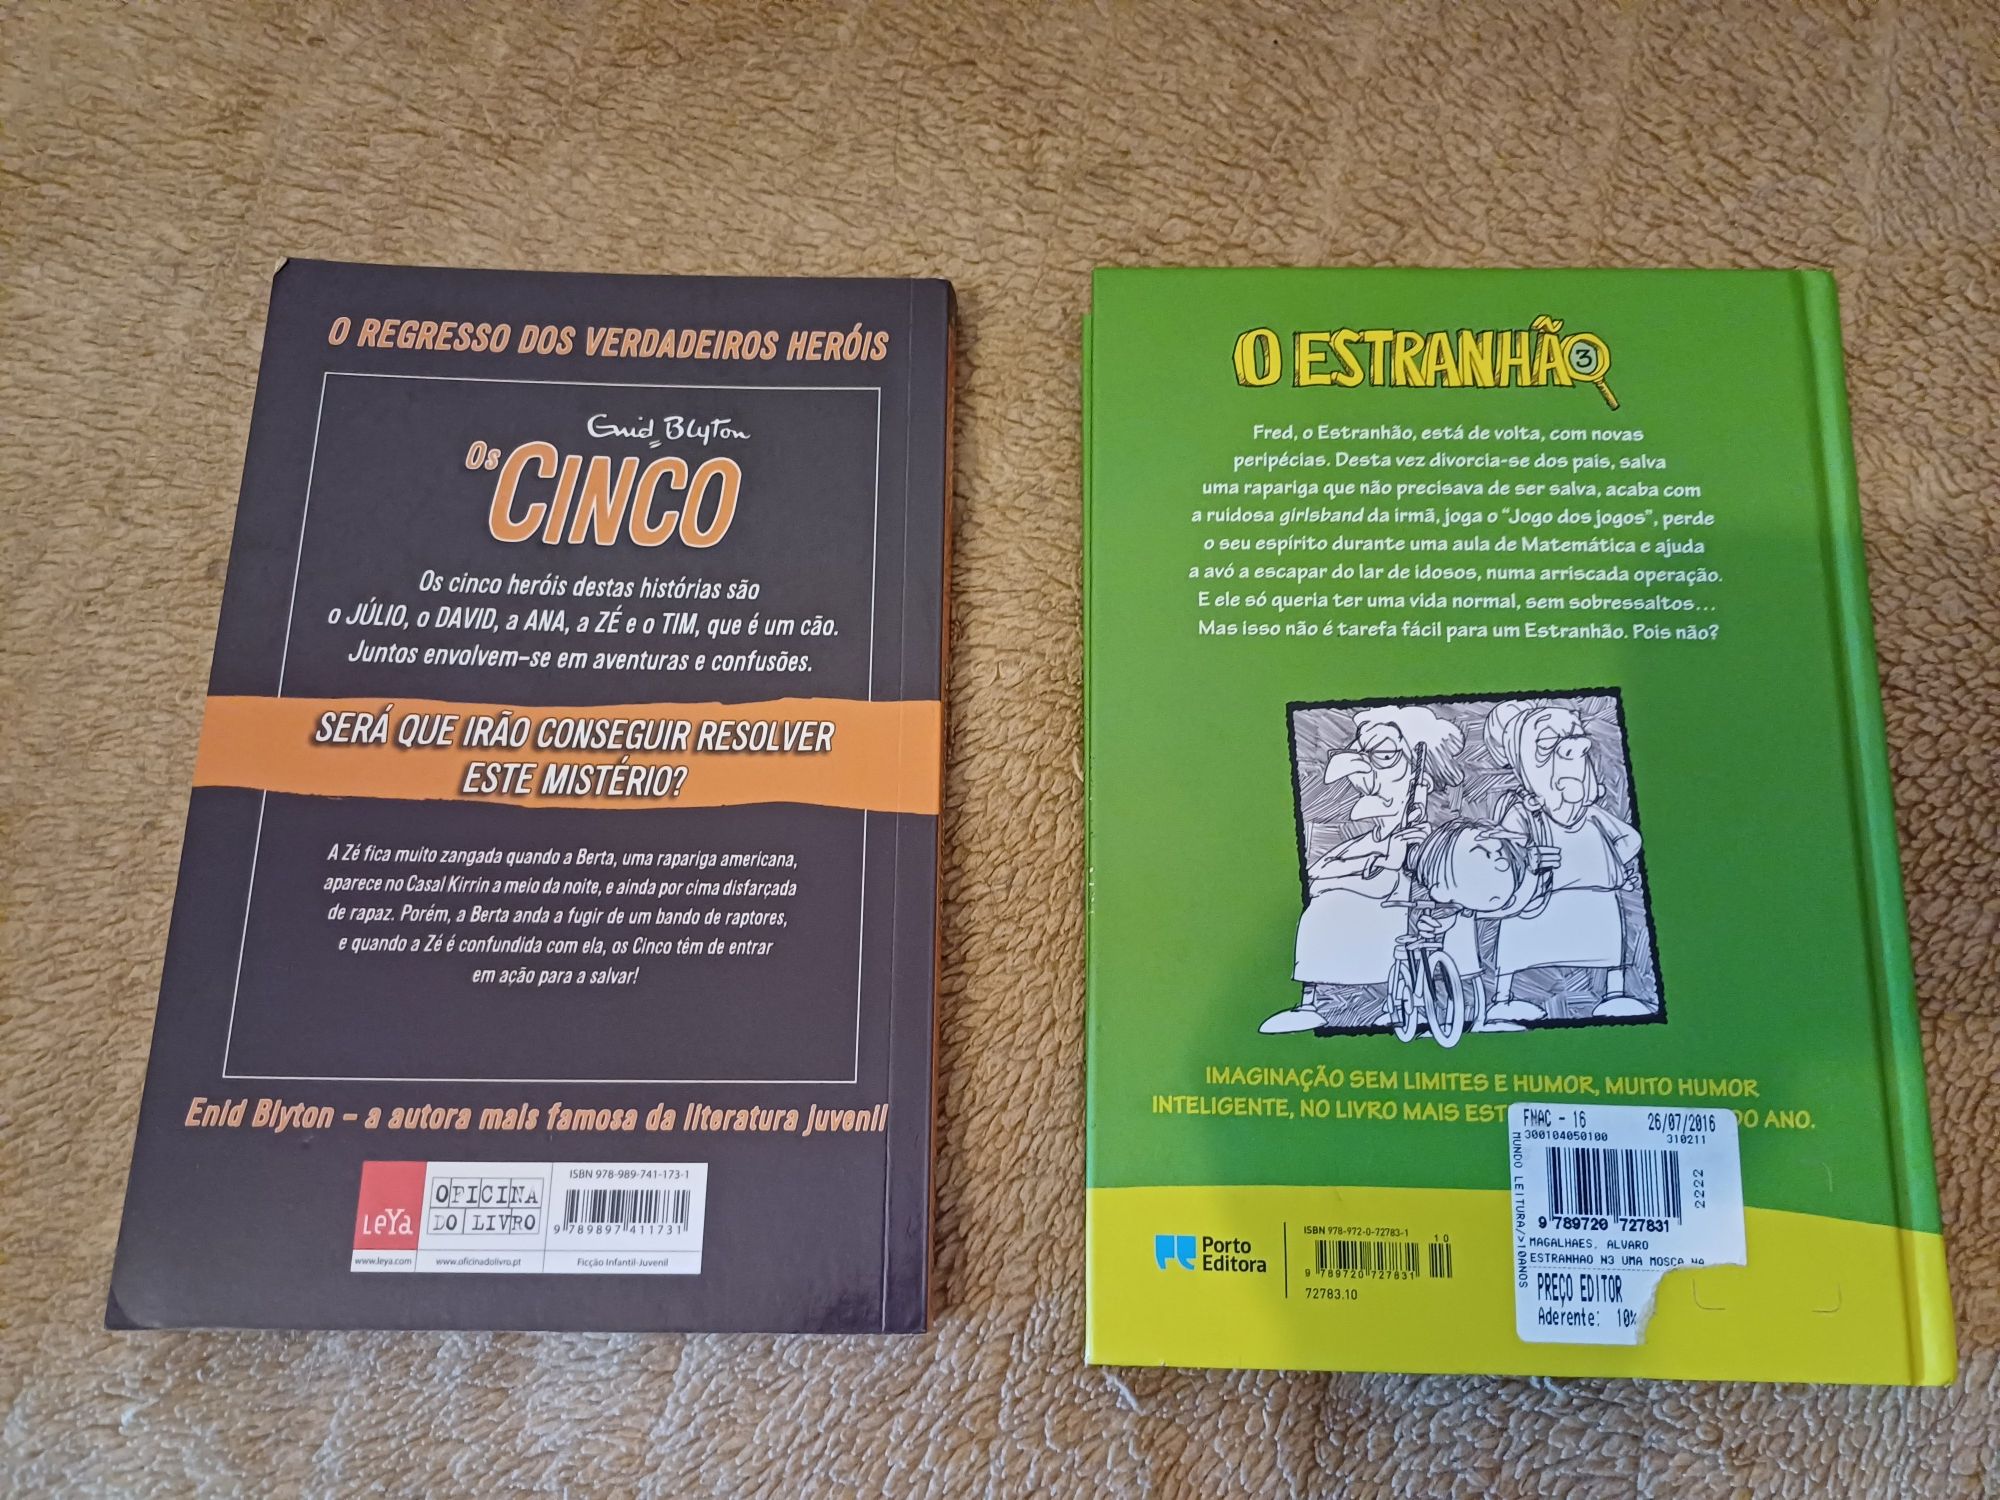 O REGRESSO DOS VERDADEIROS HERÓIS
Enid Blyton
Os CINCO
Os cinco heróis destas histórias são
o JÚLIO, o DAVID, a ANA, a ZÉ e o TIM, que é um cão.
Juntos envolvem-se em aventuras e confusões.
SERÁ QUE IRÃO CONSEGUIR RESOLVER
ESTE MISTÉRIO?
A Zé fica muito zangada quando a Berta, uma rapariga americana,
aparece no Casal Kirrin a meio da noite, e ainda por cima disfarçada
de rapaz. Porém, a Berta anda a fugir de um bando de raptores,
e quando a Zé é confundida com ela, os Cinco têm de entrar
em ação para a salvar!
Enid Blyton - a autora mais famosa da literatura juvenil
LeYa
www.leya.com
OFICINA
DO LIVRO
www.oficinadolivro.pt
ISBN 978-989-741-173-1
9 789897 411731
Ficção Infantil-Juvenil
O ESTRANHÃO
3
Fred, o Estranhão, está de volta, com novas
peripécias. Desta vez divorcia-se dos pais, salva
uma rapariga que não precisava de ser salva, acaba com
a ruidosa girlsband da irmã, joga o "Jogo dos jogos", perde
o seu espírito durante uma aula de Matemática e ajuda
a avó a escapar do lar de idosos, numa arriscada operação.
E ele só queria ter uma vida normal, sem sobressaltos...
Mas isso não é tarefa fácil para um Estranhão. Pois não?
IMAGINAÇÃO SEM LIMITES E HUMOR, MUITO HUMOR
INTELIGENTE, NO LIVRO MAIS EST DO ANO.
Porto
Editora
ISBN 978-972-0-72783-1
10
9 789720 727831
72783.10
FNAC - 16 26/07/2016
300104050100 310211
MUNDO LEITURA/>10ANOS
2222
9 789720 727831
MAGALHAES, ALVARO
ESTRANHAO N3 UMA MOSCA NA
PREÇO EDITOR
Aderente: 10%